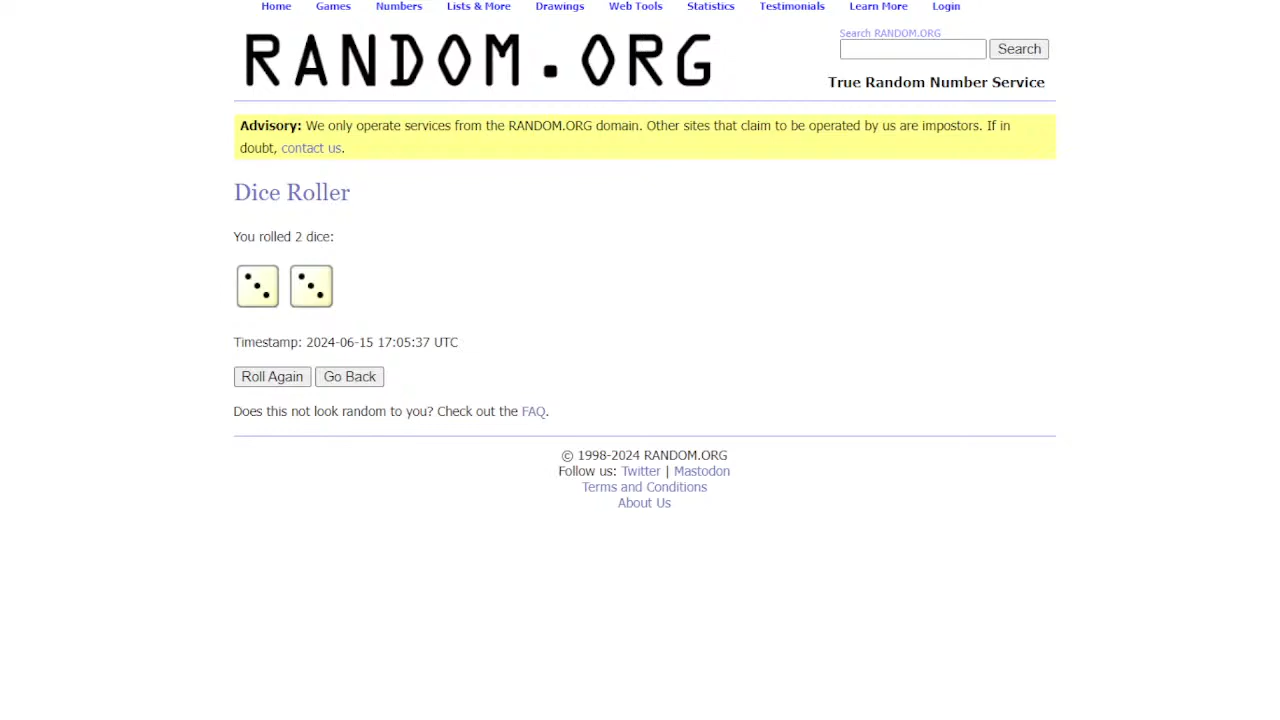 Home Games Numbers Lists & More Drawings Web Tools Statistics Testimonials Learn More Login
RANDOM.ORG
Search RANDOM.ORG
Search
True Random Number Service
Advisory: We only operate services from the RANDOM.ORG domain. Other sites that claim to be operated by us are impostors. If in
doubt, contact us.
Dice Roller
You rolled 2 dice:
Timestamp: 2024-06-15 17:05:37 UTC
Roll Again Go Back
Does this not look random to you? Check out the FAQ.
© 1998-2024 RANDOM.ORG
Follow us: Twitter | Mastodon
Terms and Conditions
About Us